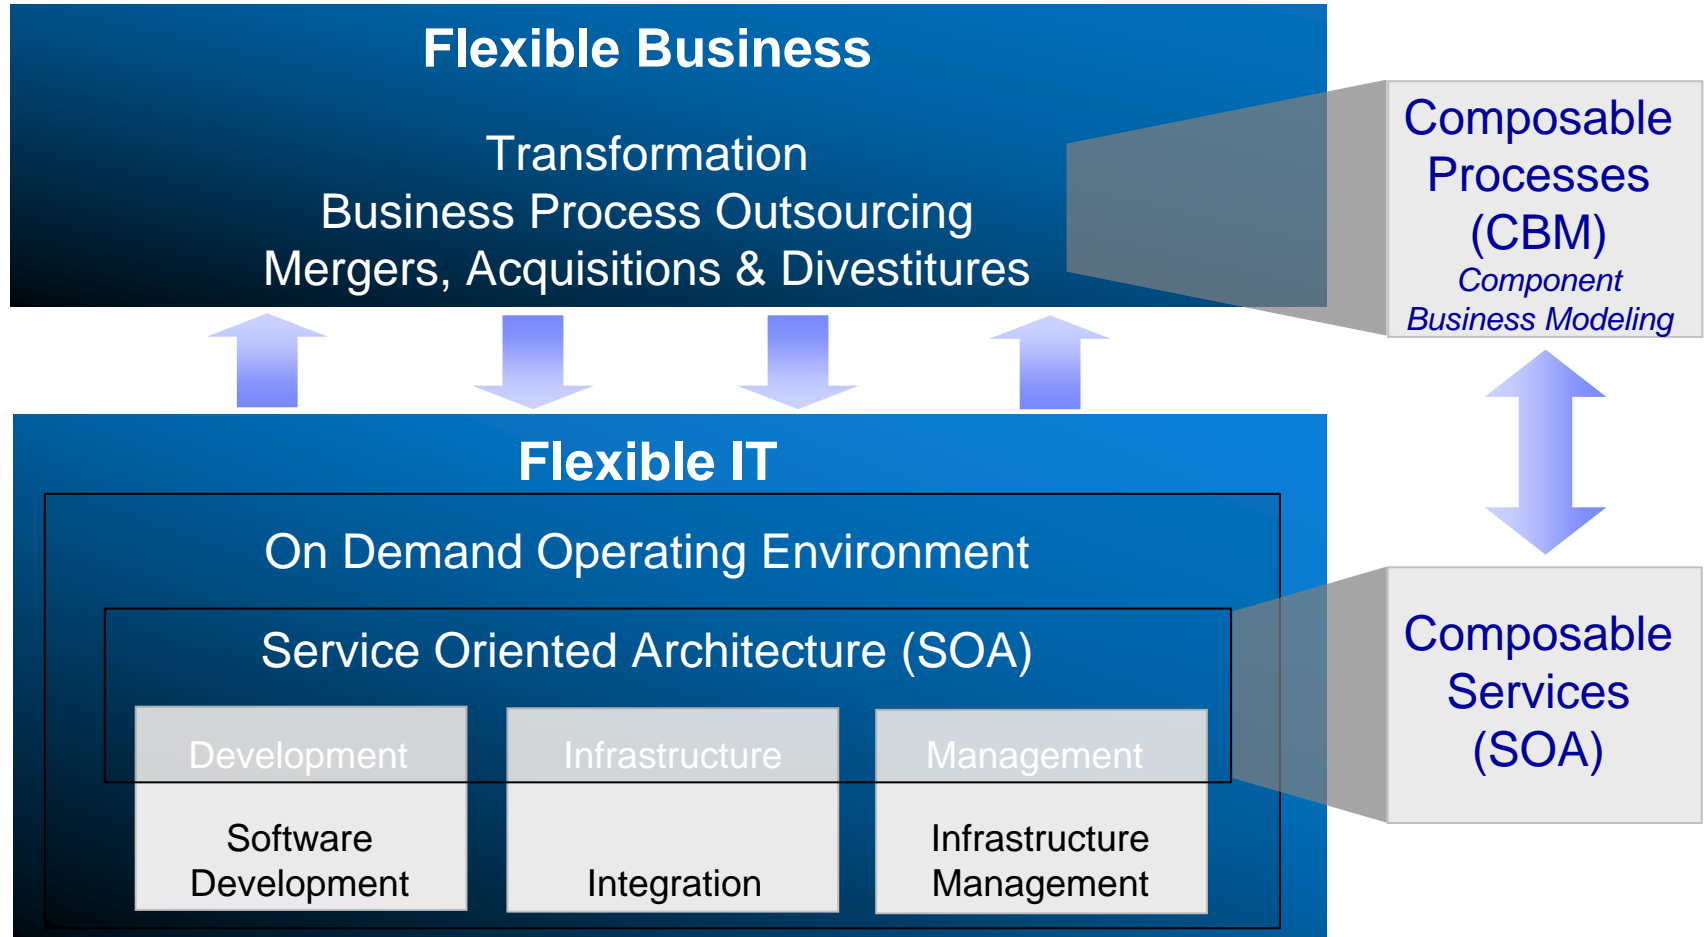 Flexible Business
Transformation
Business Process Outsourcing
Mergers, Acquisitions & Divestitures
Composable
Processes
(CBM)
Component
Business Modeling
Flexible IT
On Demand Operating Environment
Service Oriented Architecture (SOA)
Development
Infrastructure
Management
Software
Development
Integration
Infrastructure
Management
Composable
Services
(SOA)